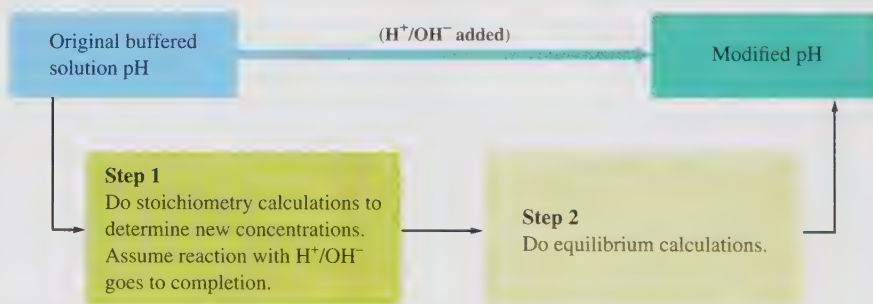 Original buffered
solution pH
(H⁺/OH⁻ added)
Modified pH
Step 1
Do stoichiometry calculations to
determine new concentrations.
Assume reaction with H⁺/OH⁻
goes to completion.
Step 2
Do equilibrium calculations.